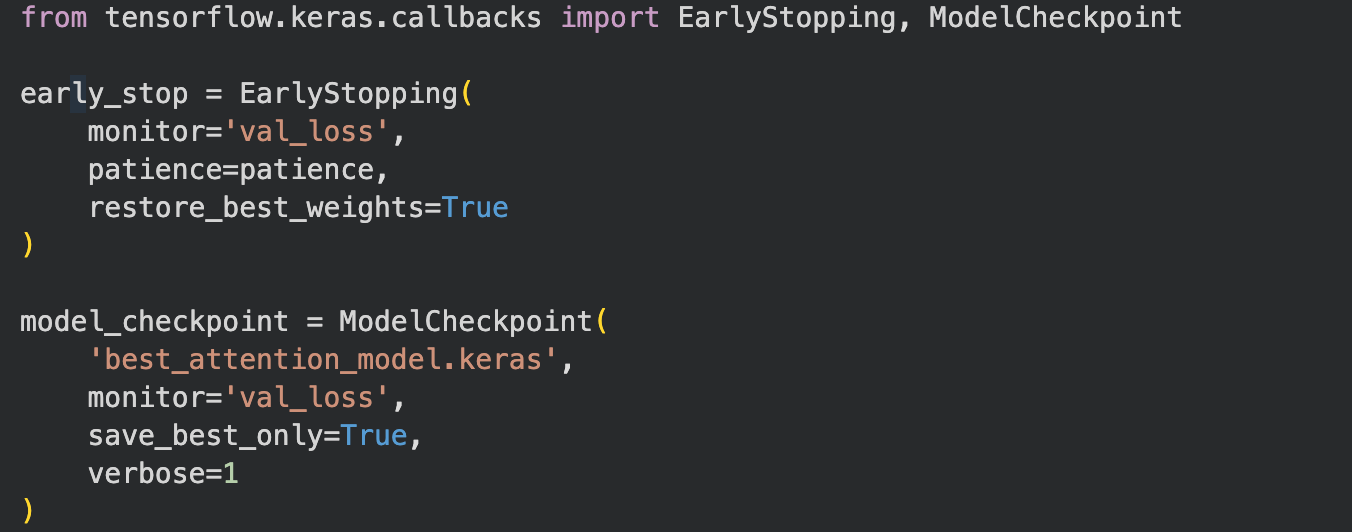 from tensorflow.keras.callbacks import EarlyStopping, ModelCheckpoint

early_stop = EarlyStopping(
    monitor='val_loss',
    patience=patience,
    restore_best_weights=True
)

model_checkpoint = ModelCheckpoint(
    'best_attention_model.keras',
    monitor='val_loss',
    save_best_only=True,
    verbose=1
)